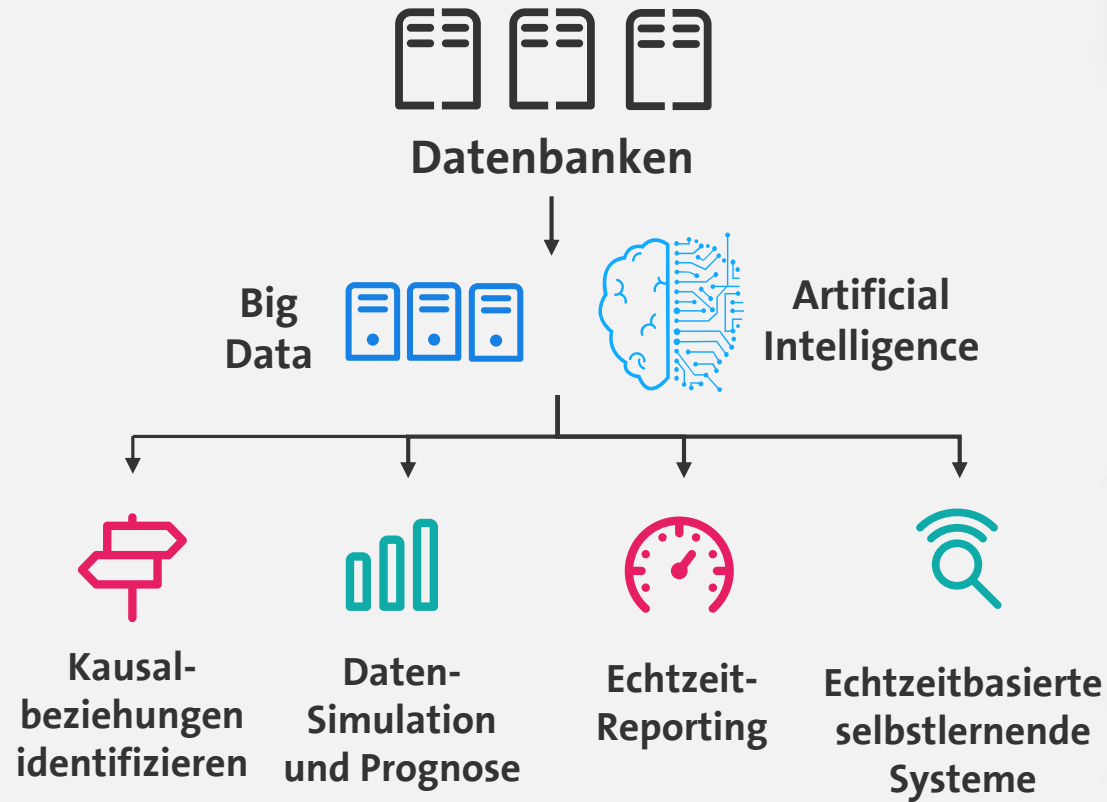 Datenbanken
Big
Data
Artificial
Intelligence
Kausal-
beziehungen
identifizieren
Daten-
Simulation
und Prognose
Echtzeit-
Reporting
Echtzeitbasierte
selbstlernende
Systeme